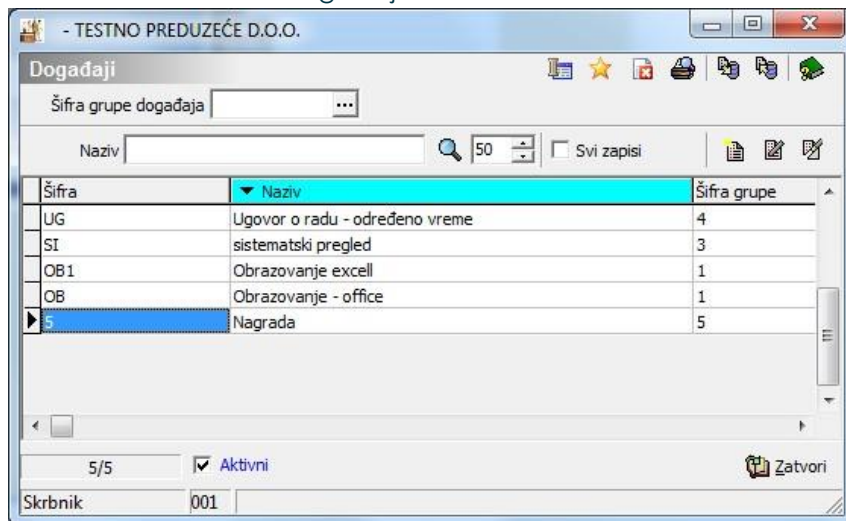 - TESTNO PREDUZEĆE D.O.O.
Događaji
Šifra grupe događaja ...
Naziv 50 Svi zapisi
Šifra Naziv Šifra grupe
UG Ugovor o radu - određeno vreme 4
SI sistematski pregled 3
OB1 Obrazovanje excell 1
OB Obrazovanje - office 1
5 Nagrada 5
5/5 Aktivni Zatvori
Skrbnik 001